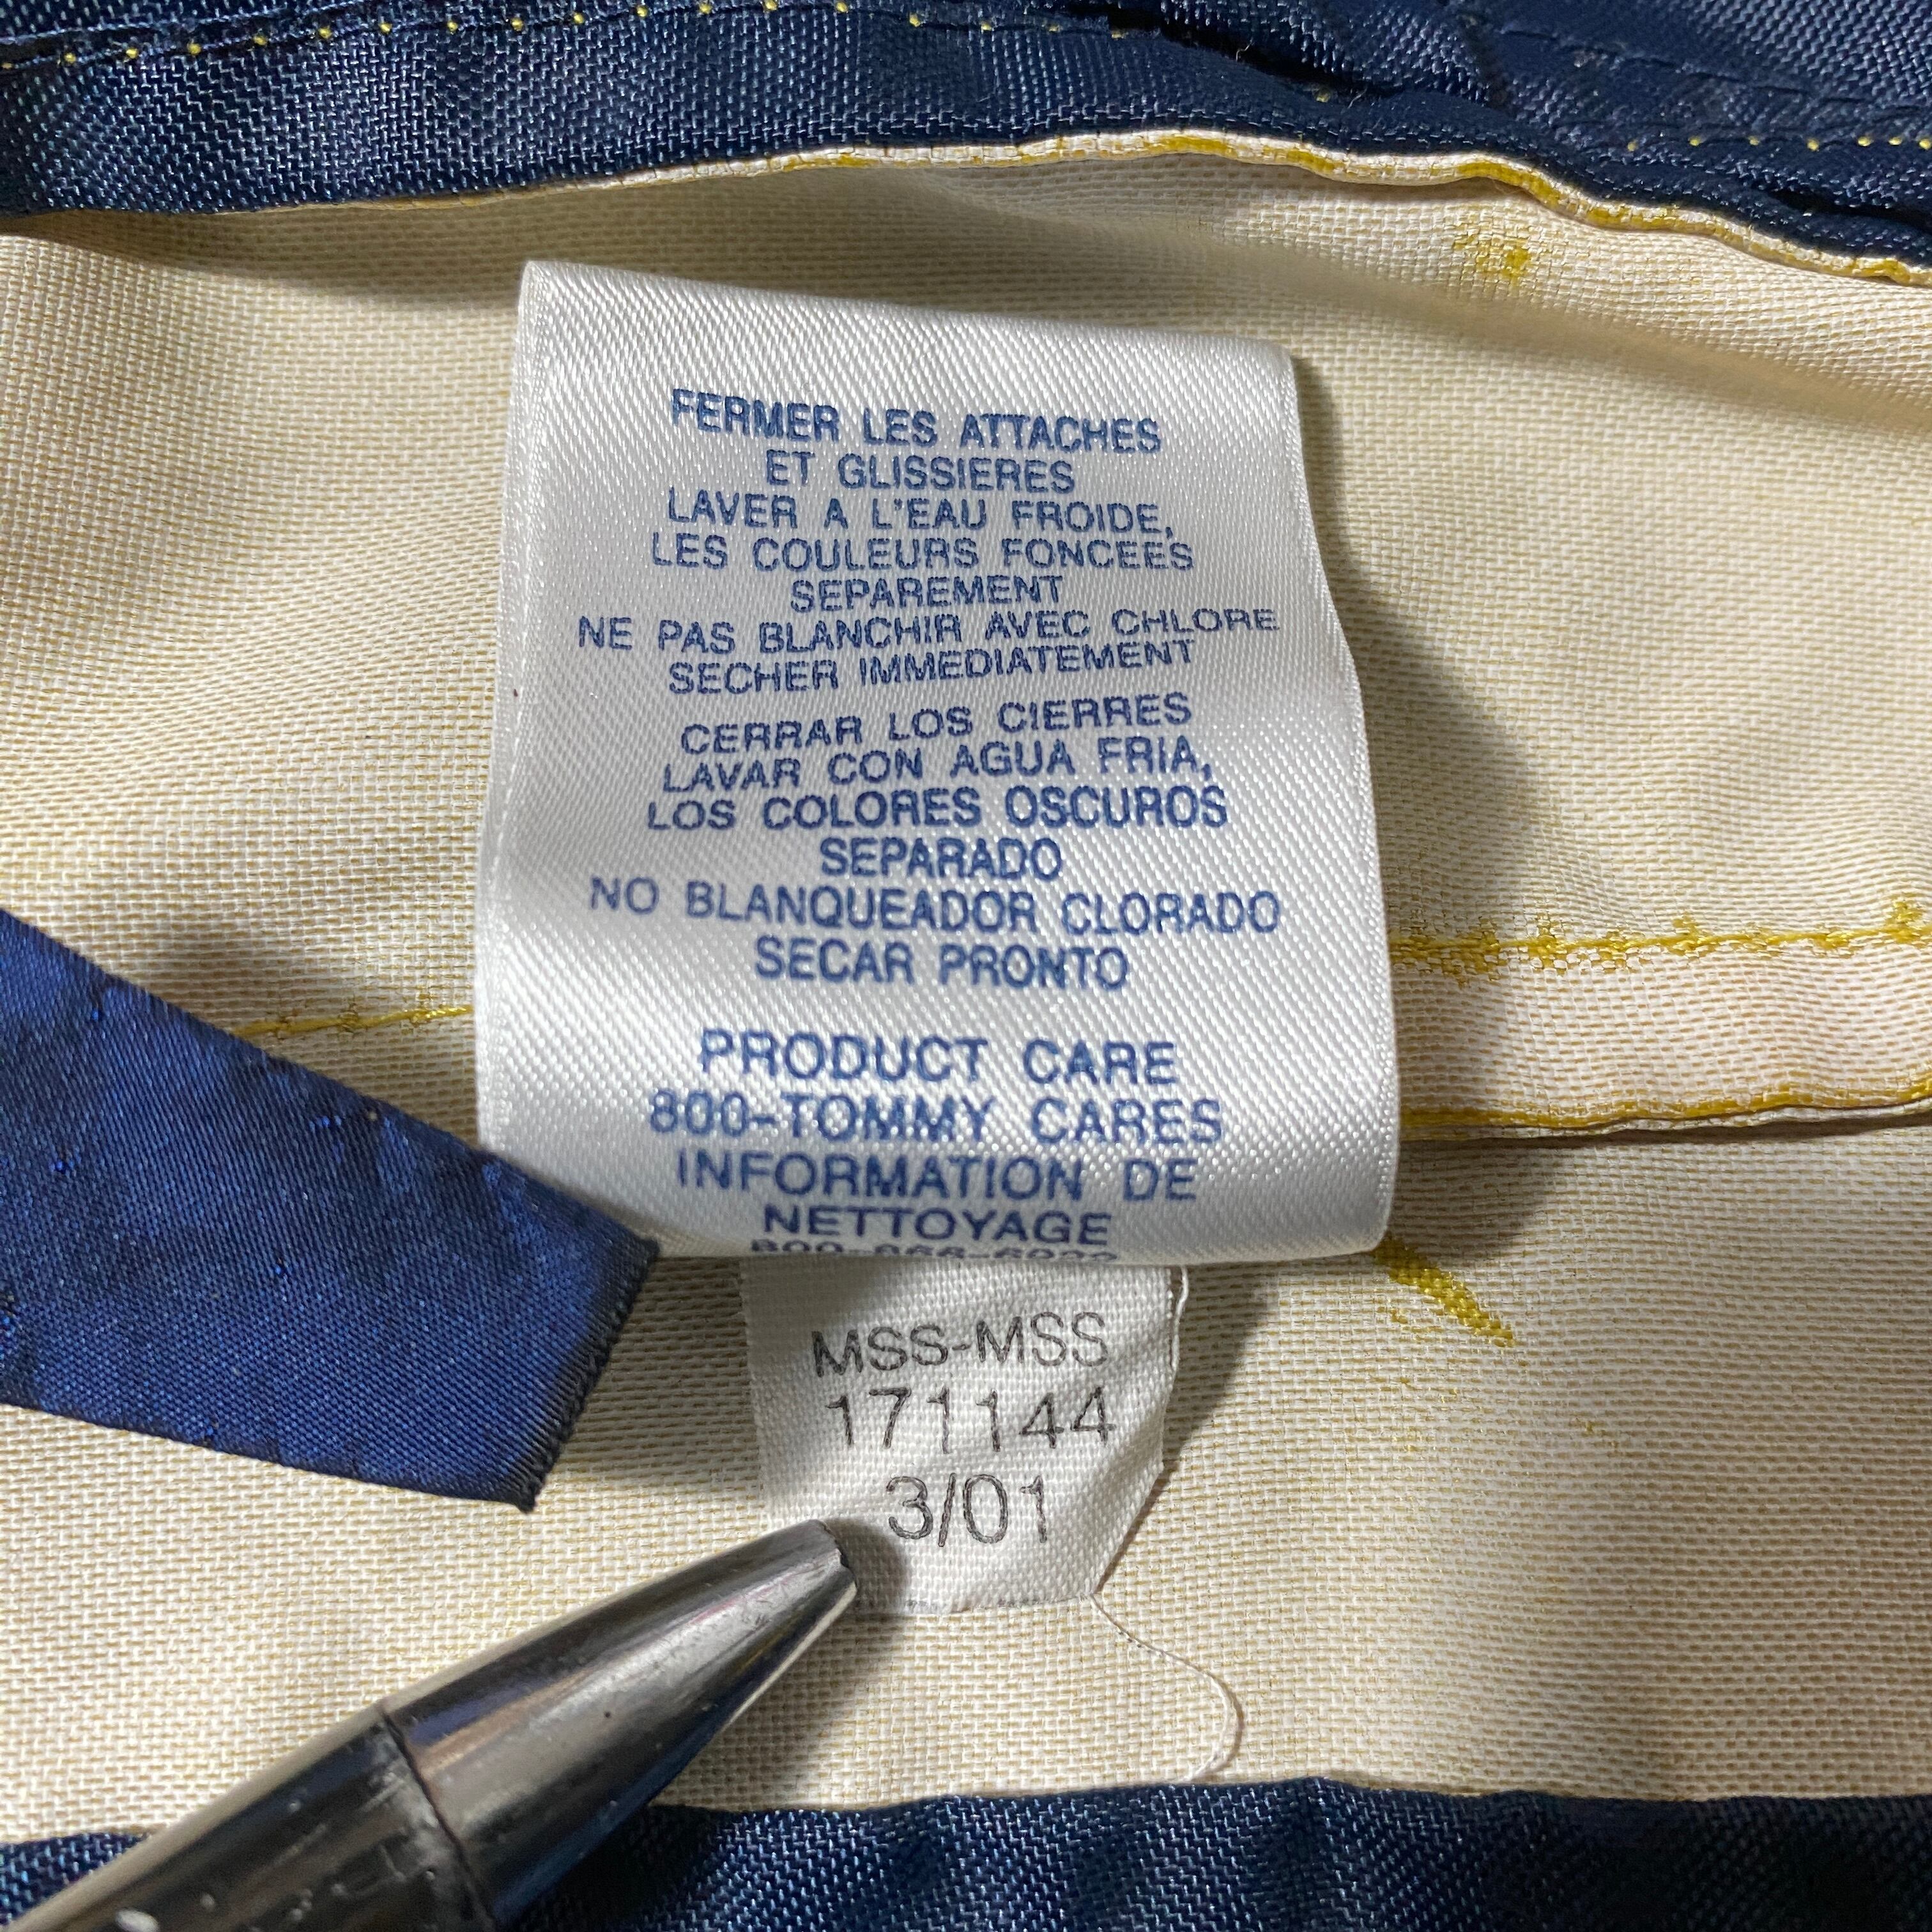 FERMER LES ATTACHES
ET GLISSIERES
LAVER A L'EAU FROIDE,
LES COULEURS FONCEES
SEPAREMENT
NE PAS BLANCHIR AVEC CHLORE
SECHER IMMEDIATEMENT
CERRAR LOS CIERRES
LAVAR CON AGUA FRIA,
LOS COLORES OSCUROS
SEPARADO
NO BLANQUEADOR CLORADO
SECAR PRONTO
PRODUCT CARE
800-TOMMY CARES
INFORMATION DE
NETTOYAGE
MSS-MSS
171144
3/01